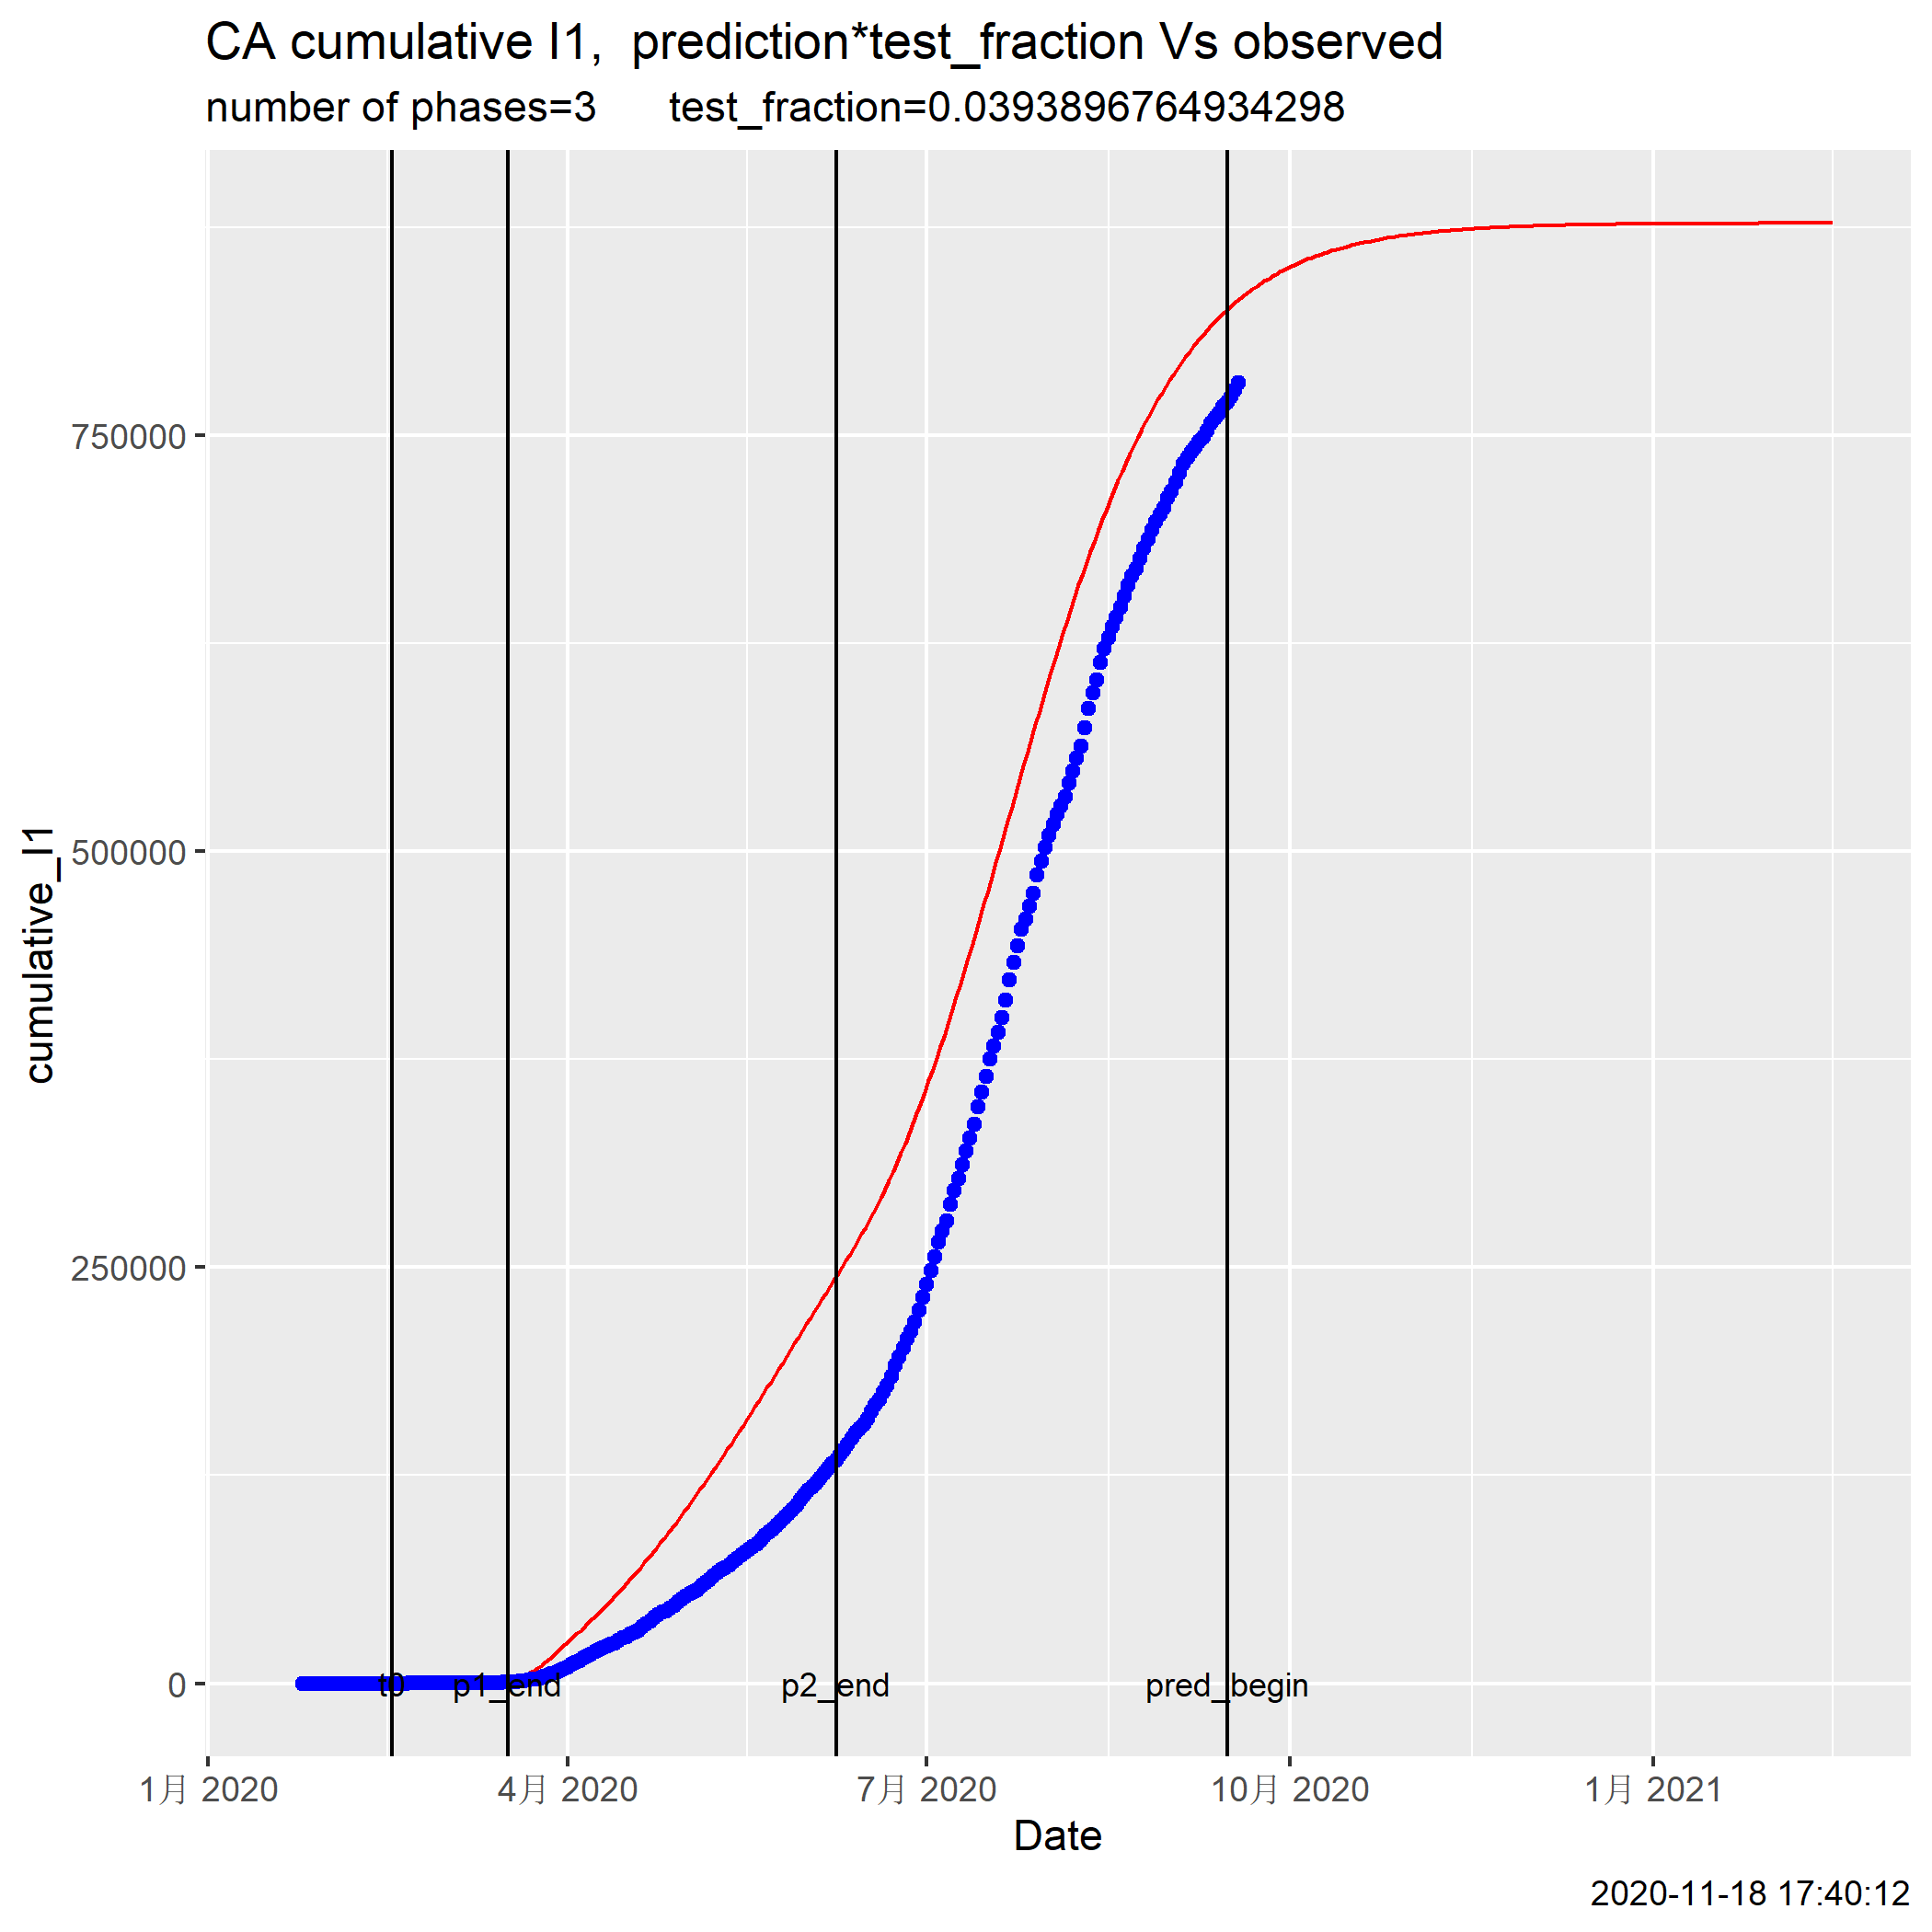 CA cumulative I1,  prediction*test_fraction Vs observed
number of phases=3      test_fraction=0.0393896764934298
cumulative_I1
750000
500000
250000
0
t0 p1_end p2_end pred_begin
1月 2020 4月 2020 7月 2020 10月 2020 1月 2021
Date
2020-11-18 17:40:12